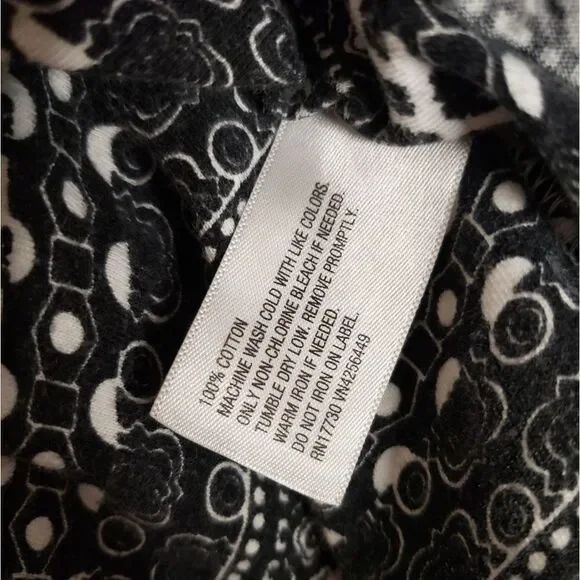 100% COTTON
MACHINE WASH COLD WITH LIKE COLORS.
ONLY NON-CHLORINE BLEACH IF NEEDED.
TUMBLE DRY LOW. REMOVE PROMPTLY.
WARM IRON IF NEEDED.
DO NOT IRON ON LABEL.
RN17730 VN4256449